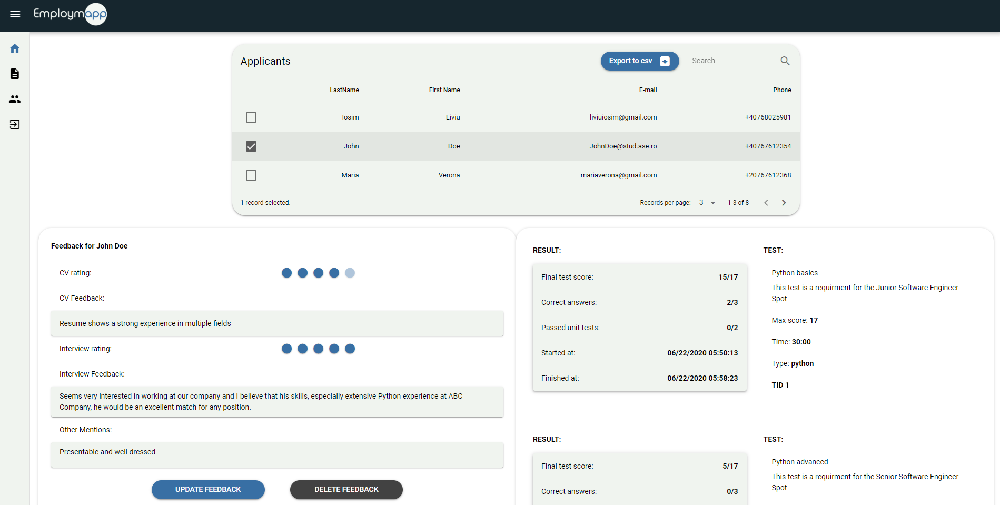 Employmapp
Applicants
Export to csv
Search
LastName First Name E-mail Phone
Iosim Liviu liviuiosim@gmail.com +40768025981
John Doe JohnDoe@stud.ase.ro +40767612354
Maria Verona mariaverona@gmail.com +20767612368
1 record selected.
Records per page: 3 1-3 of 8
Feedback for John Doe
CV rating:
CV Feedback:
Resume shows a strong experience in multiple fields
Interview rating:
Interview Feedback:
Seems very interested in working at our company and I believe that his skills, especially extensive Python experience at ABC
Company, he would be an excellent match for any position.
Other Mentions:
Presentable and well dressed
UPDATE FEEDBACK
DELETE FEEDBACK
RESULT:
Final test score: 15/17
Correct answers: 2/3
Passed unit tests: 0/2
Started at: 06/22/2020 05:50:13
Finished at: 06/22/2020 05:58:23
TEST:
Python basics
This test is a requirment for the Junior Software Engineer
Spot
Max score: 17
Time: 30:00
Type: python
TID 1
RESULT:
Final test score: 5/17
Correct answers: 0/3
TEST:
Python advanced
This test is a requirment for the Senior Software Engineer
Spot